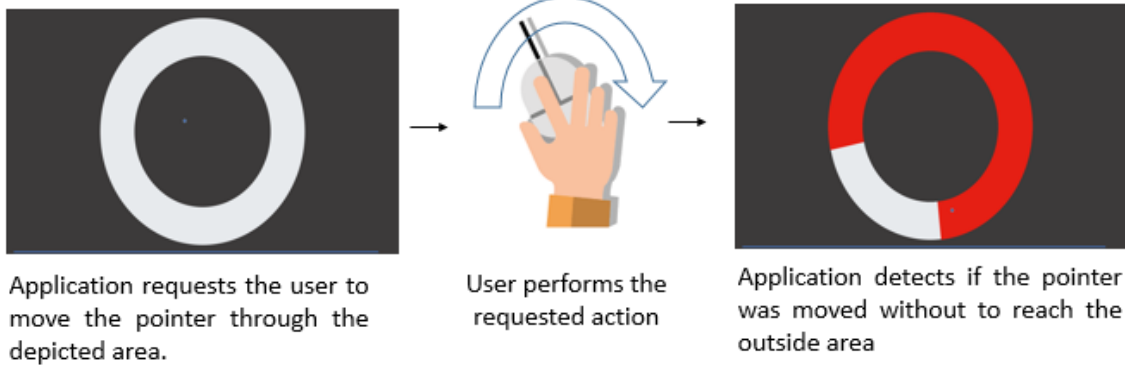 Application requests the user to
move the pointer through the
depicted area.
User performs the
requested action
Application detects if the pointer
was moved without to reach the
outside area